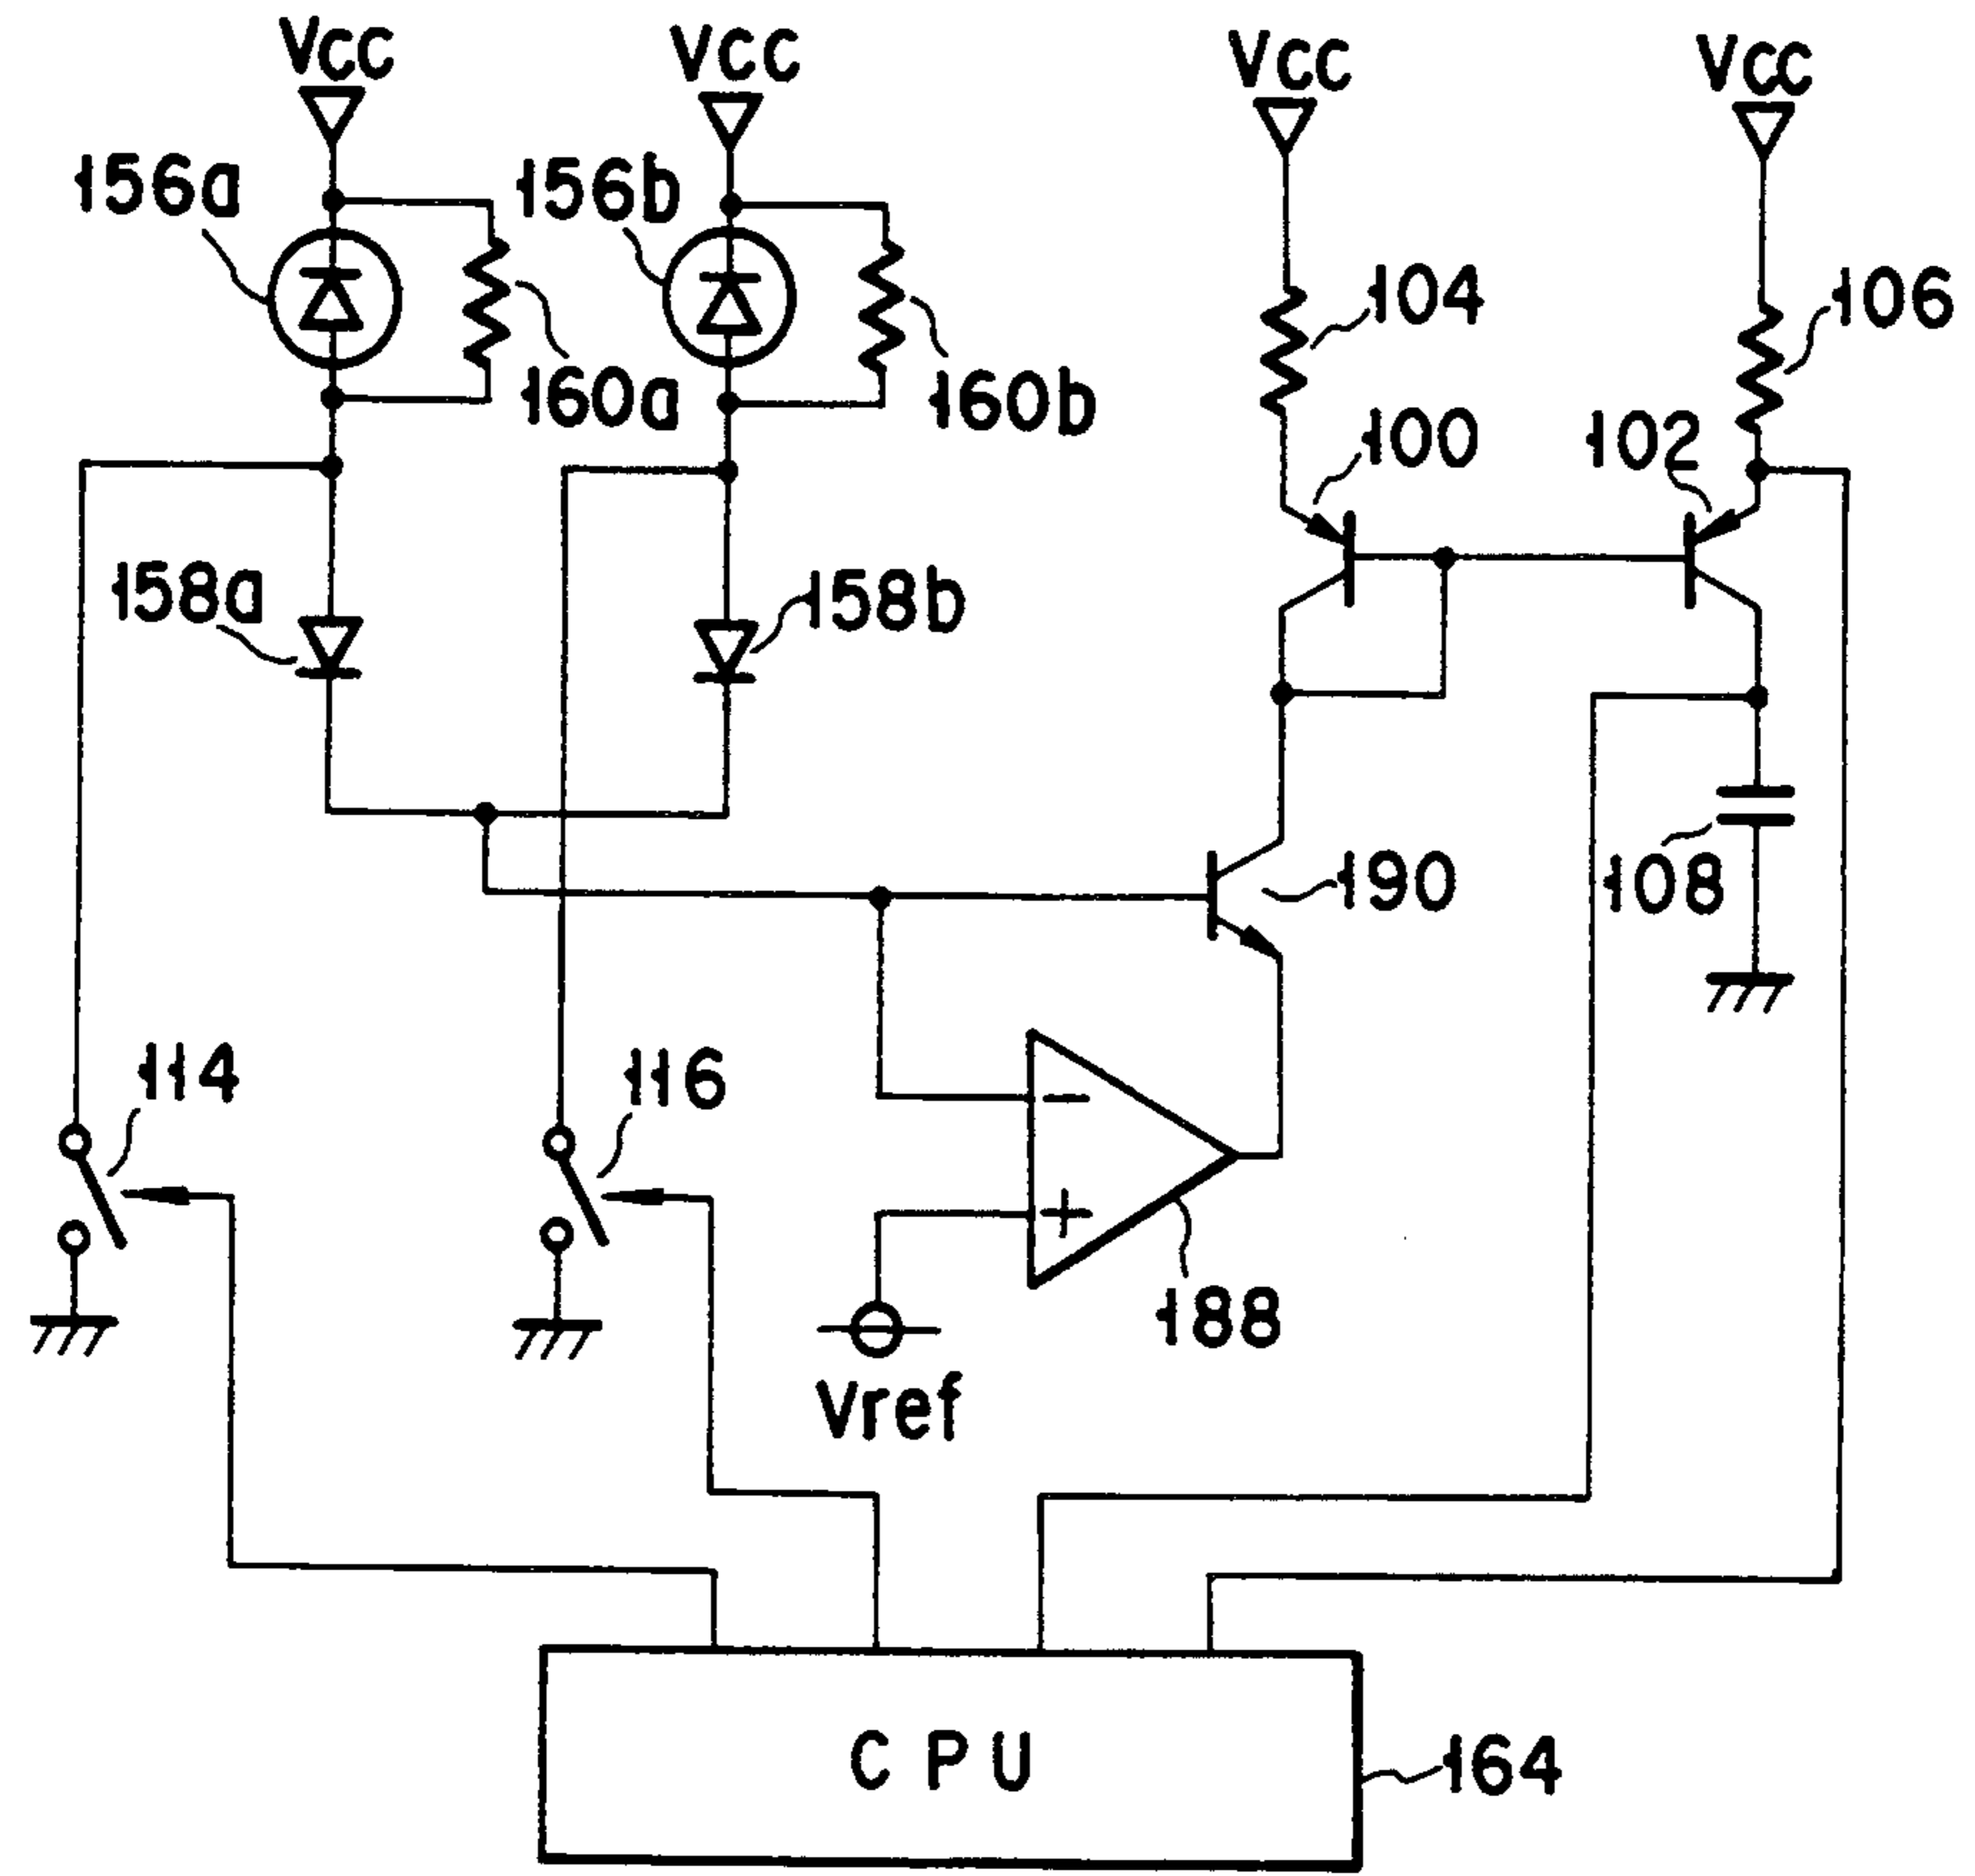 VCC VCC VCC VCC
156a 156b
104 106
160a 160b
100 102
158a 158b
190 108
114 116
−
+
188
Vref
CPU 164